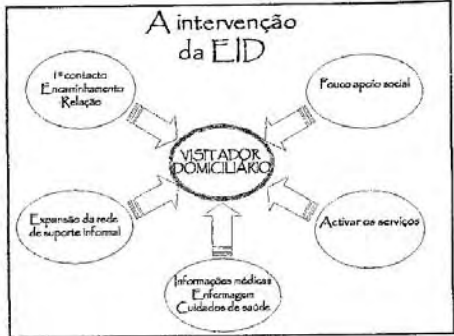 A intervenção
da EID
1º contacto
Encaminhamento
Relação
Pouco apoio social
VISITADOR
DOMICILIÁRIO
Expansão da rede
de suporte informal
Activar os serviços
Informações médicas
Enfermagem
Cuidados de saúde